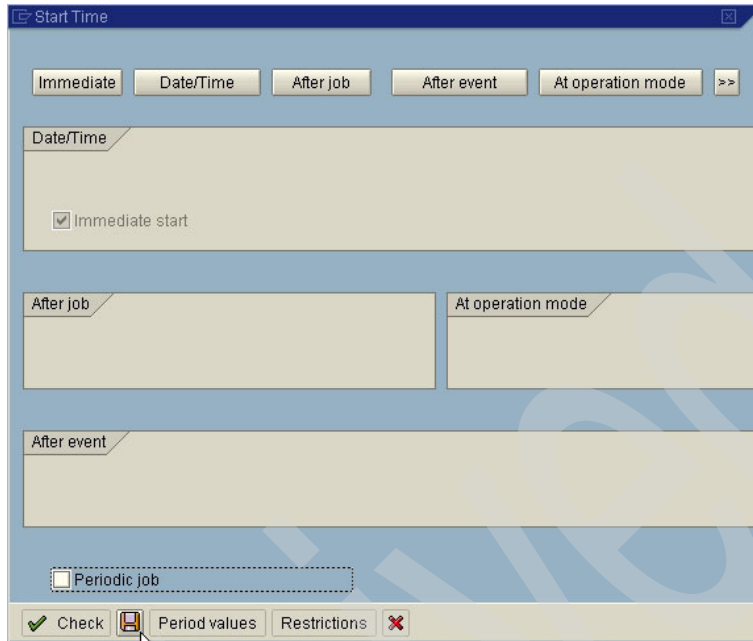 Start Time
Immediate Date/Time After job After event At operation mode >>
Date/Time
Immediate start
After job At operation mode
After event
Periodic job
Check Period values Restrictions